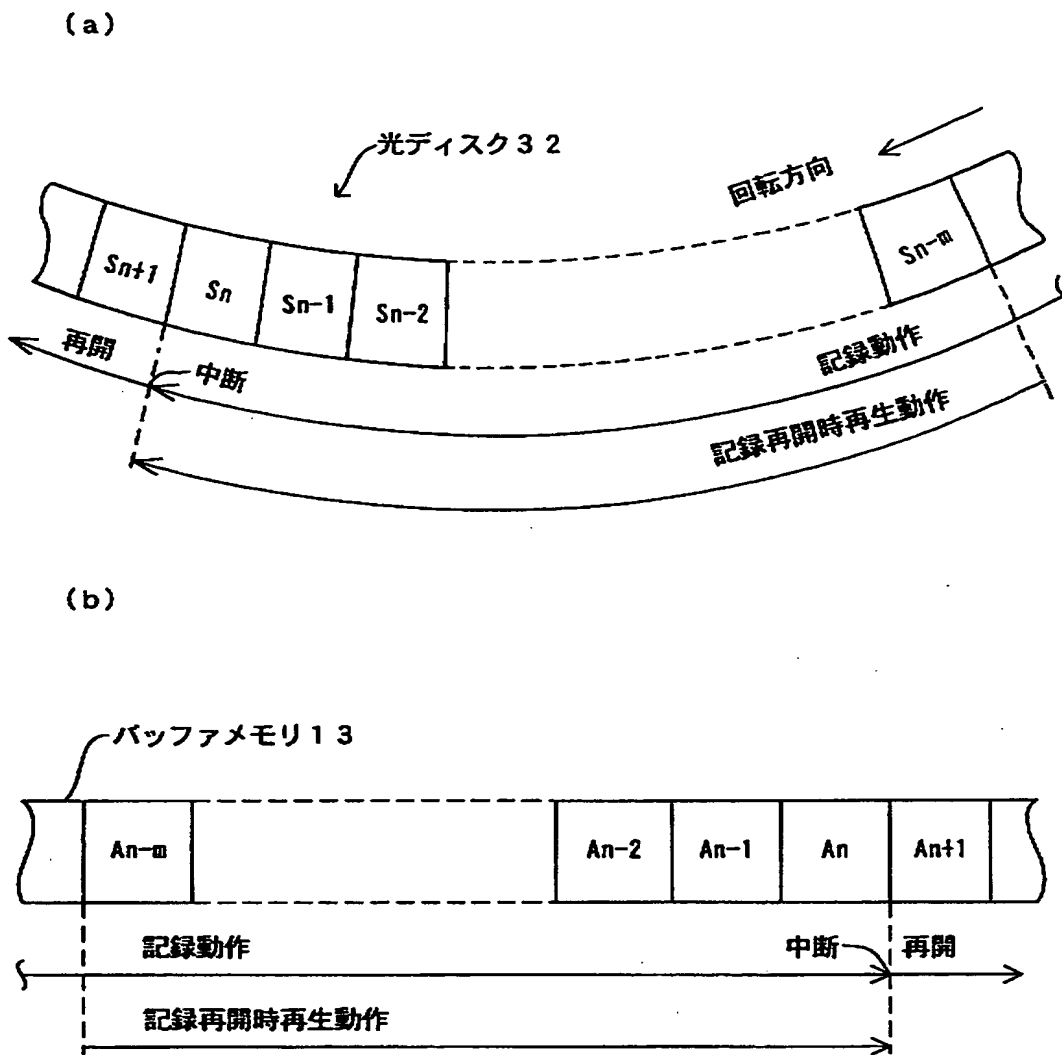 (a)
光ディスク32
回転方向
Sn+1
Sn
Sn-1
Sn-2
Sn-m
再開
中断
記録動作
記録再開時再生動作
(b)
バッファメモリ13
An-m
An-2
An-1
An
An+1
記録動作
中断
再開
記録再開時再生動作